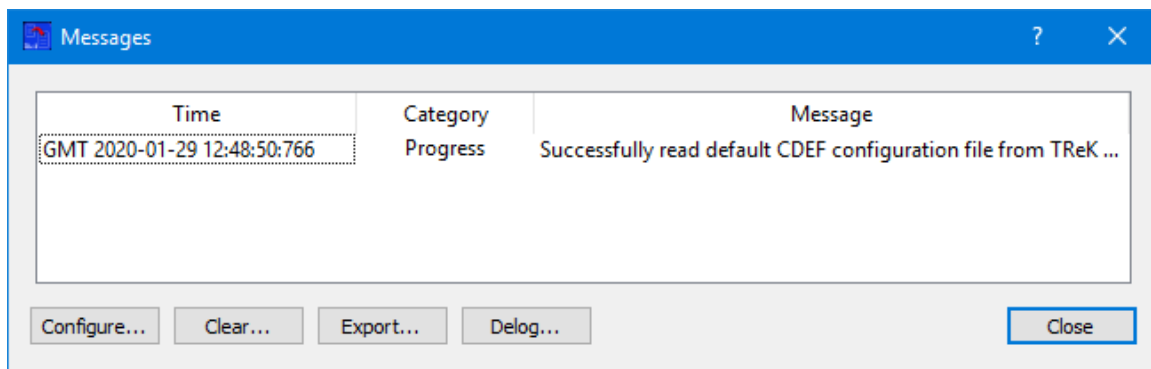 Messages
Time Category Message
GMT 2020-01-29 12:48:50:766 Progress Successfully read default CDEF configuration file from TReK ...
Configure... Clear... Export... Delog... Close